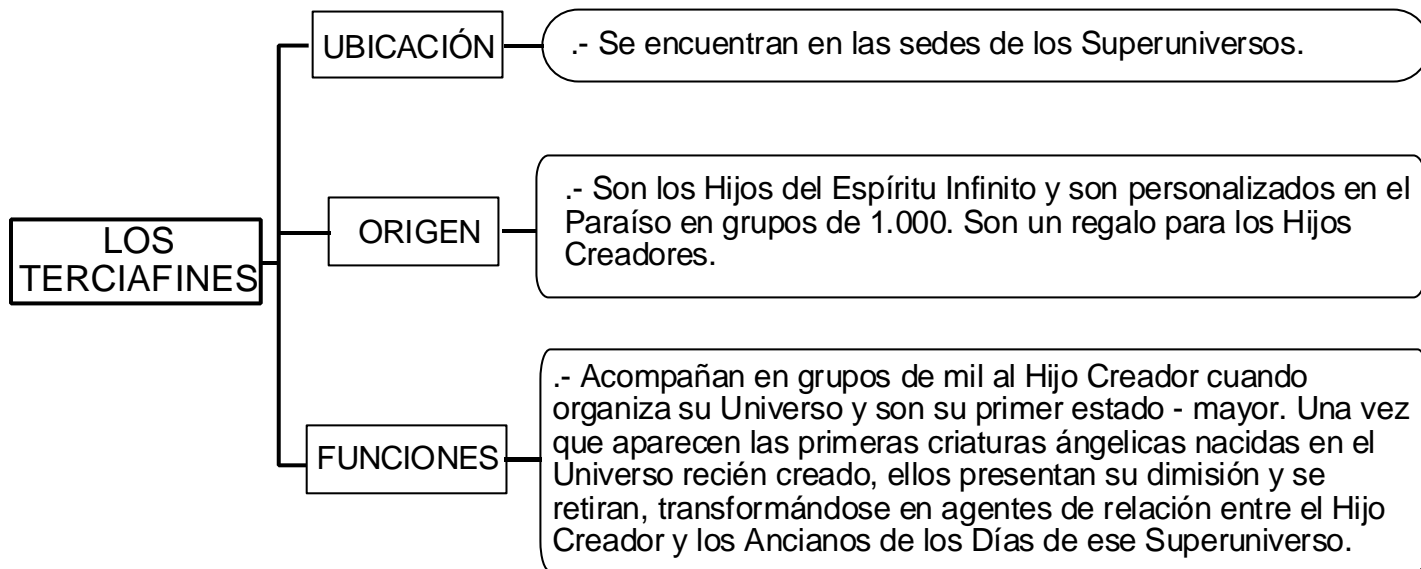 UBICACIÓN
.- Se encuentran en las sedes de los Superuniversos.
LOS
TERCIAFINES
ORIGEN
.- Son los Hijos del Espíritu Infinito y son personalizados en el
Paraíso en grupos de 1.000. Son un regalo para los Hijos
Creadores.
FUNCIONES
.- Acompañan en grupos de mil al Hijo Creador cuando
organiza su Universo y son su primer estado - mayor. Una vez
que aparecen las primeras criaturas ángelicas nacidas en el
Universo recién creado, ellos presentan su dimisión y se
retiran, transformándose en agentes de relación entre el Hijo
Creador y los Ancianos de los Días de ese Superuniverso.